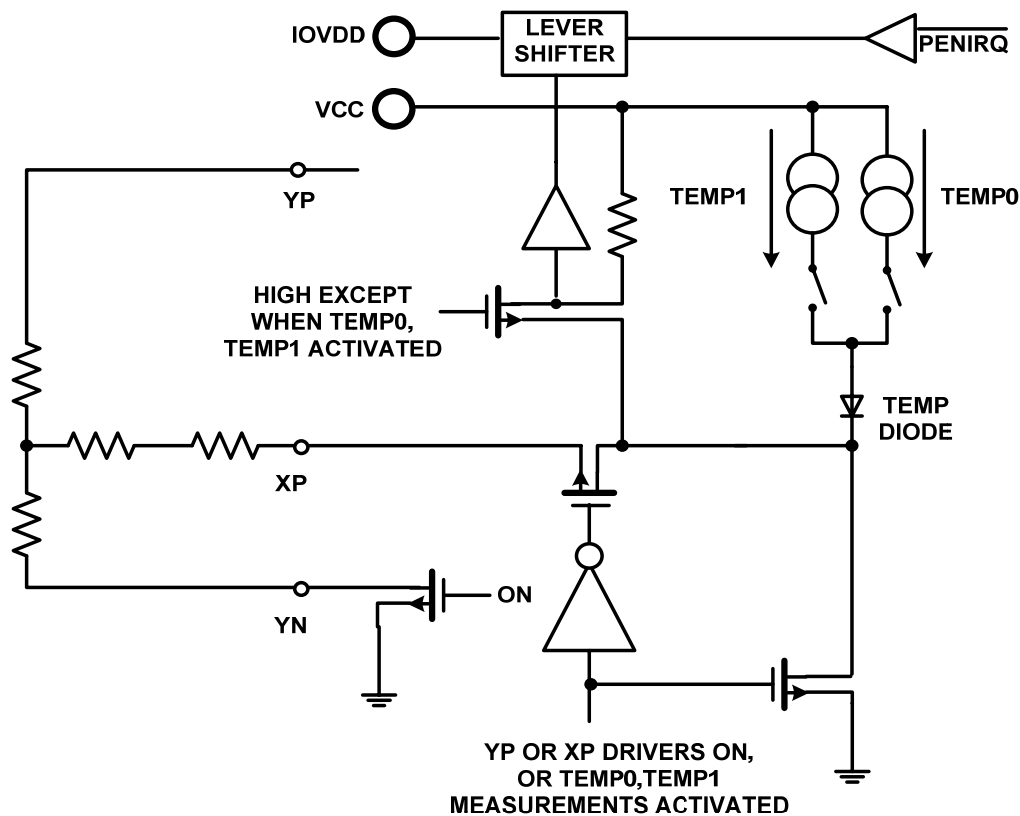 IOVDD
LEVER
SHIFTER
PENIRQ
VCC
YP
TEMP1
TEMP0
HIGH EXCEPT
WHEN TEMP0,
TEMP1 ACTIVATED
TEMP
DIODE
XP
YN
ON
YP OR XP DRIVERS ON,
OR TEMP0,TEMP1
MEASUREMENTS ACTIVATED